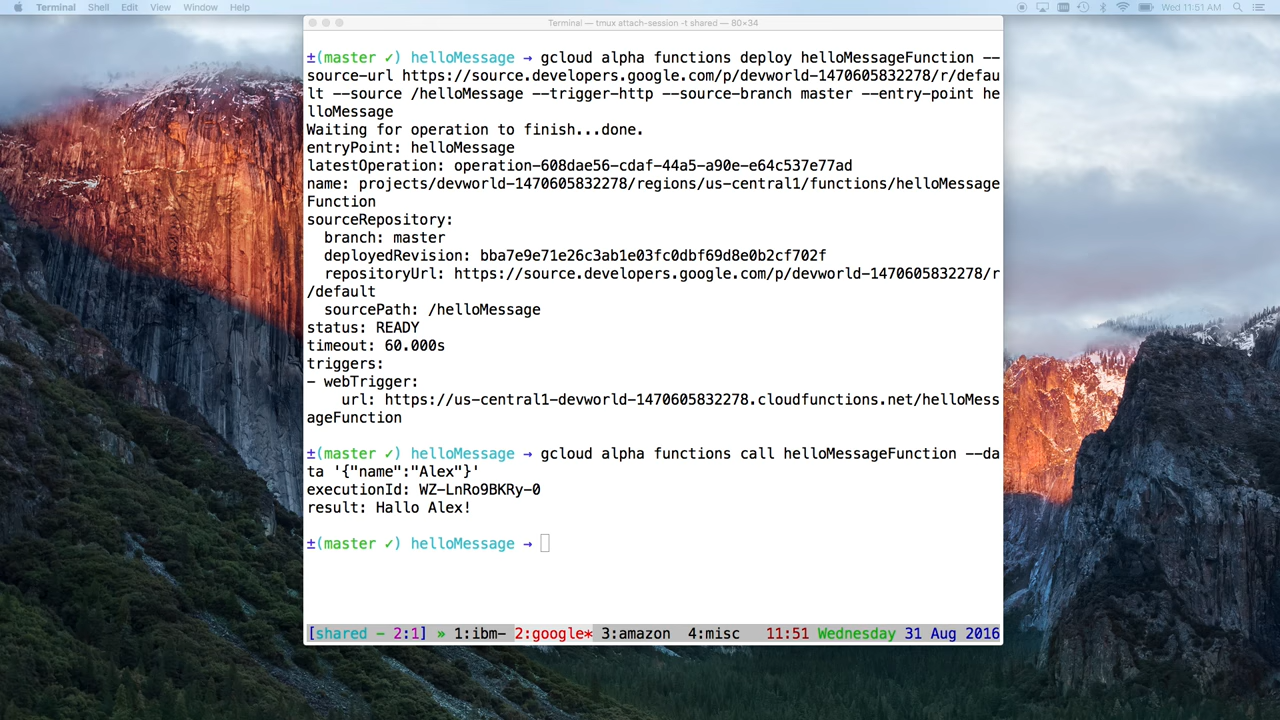 Terminal Shell Edit View Window Help Wed 11:51 AM
Terminal — tmux attach-session -t shared — 80×34
±(master ✓) helloMessage → gcloud alpha functions deploy helloMessageFunction --
source-url https://source.developers.google.com/p/devworld-1470605832278/r/defau
lt --source /helloMessage --trigger-http --source-branch master --entry-point he
lloMessage
Waiting for operation to finish...done.
entryPoint: helloMessage
latestOperation: operation-608dae56-cdaf-44a5-a90e-e64c537e77ad
name: projects/devworld-1470605832278/regions/us-central1/functions/helloMessage
Function
sourceRepository:
  branch: master
  deployedRevision: bba7e9e71e26c3ab1e03fc0dbf69d8e0b2cf702f
  repositoryUrl: https://source.developers.google.com/p/devworld-1470605832278/r
/default
  sourcePath: /helloMessage
status: READY
timeout: 60.000s
triggers:
- webTrigger:
    url: https://us-central1-devworld-1470605832278.cloudfunctions.net/helloMess
ageFunction
±(master ✓) helloMessage → gcloud alpha functions call helloMessageFunction --da
ta '{"name":"Alex"}'
executionId: WZ-LnRo9BKRy-0
result: Hallo Alex!
±(master ✓) helloMessage →
[shared - 2:1] » 1:ibm- 2:google* 3:amazon 4:misc 11:51 Wednesday 31 Aug 2016